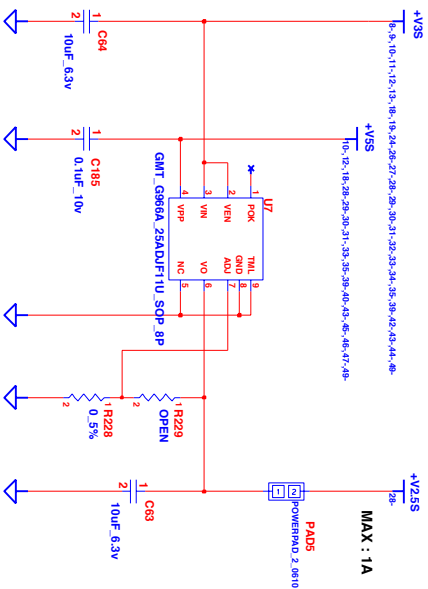 +V3S
8-,9-,10-,11-,12-,13-,18-,19-,24-,26-,27-,28-,29-,30-,31-,32-,33-,34-,35-,39-,42-,43-,44-,49-
+V5S
10-,12-,18-,28-,29-,30-,31-,33-,35-,39-,40-,43-,45-,46-,47-,49-
+V2.5S
28-
MAX : 1A
1
2
C64
10uF_6.3v
1
2
C185
0.1uF_10v
U7
1
POK
2
VEN
3
VIN
4
VPP
TML
9
GND
8
ADJ
7
VO
6
NC
5
GMT_G966A_25ADJF11U_SOP_8P
1
R229
2
OPEN
1
R228
2
0_5%
1
2
C63
10uF_6.3v
PAD5
1
2
POWERPAD_2_0610